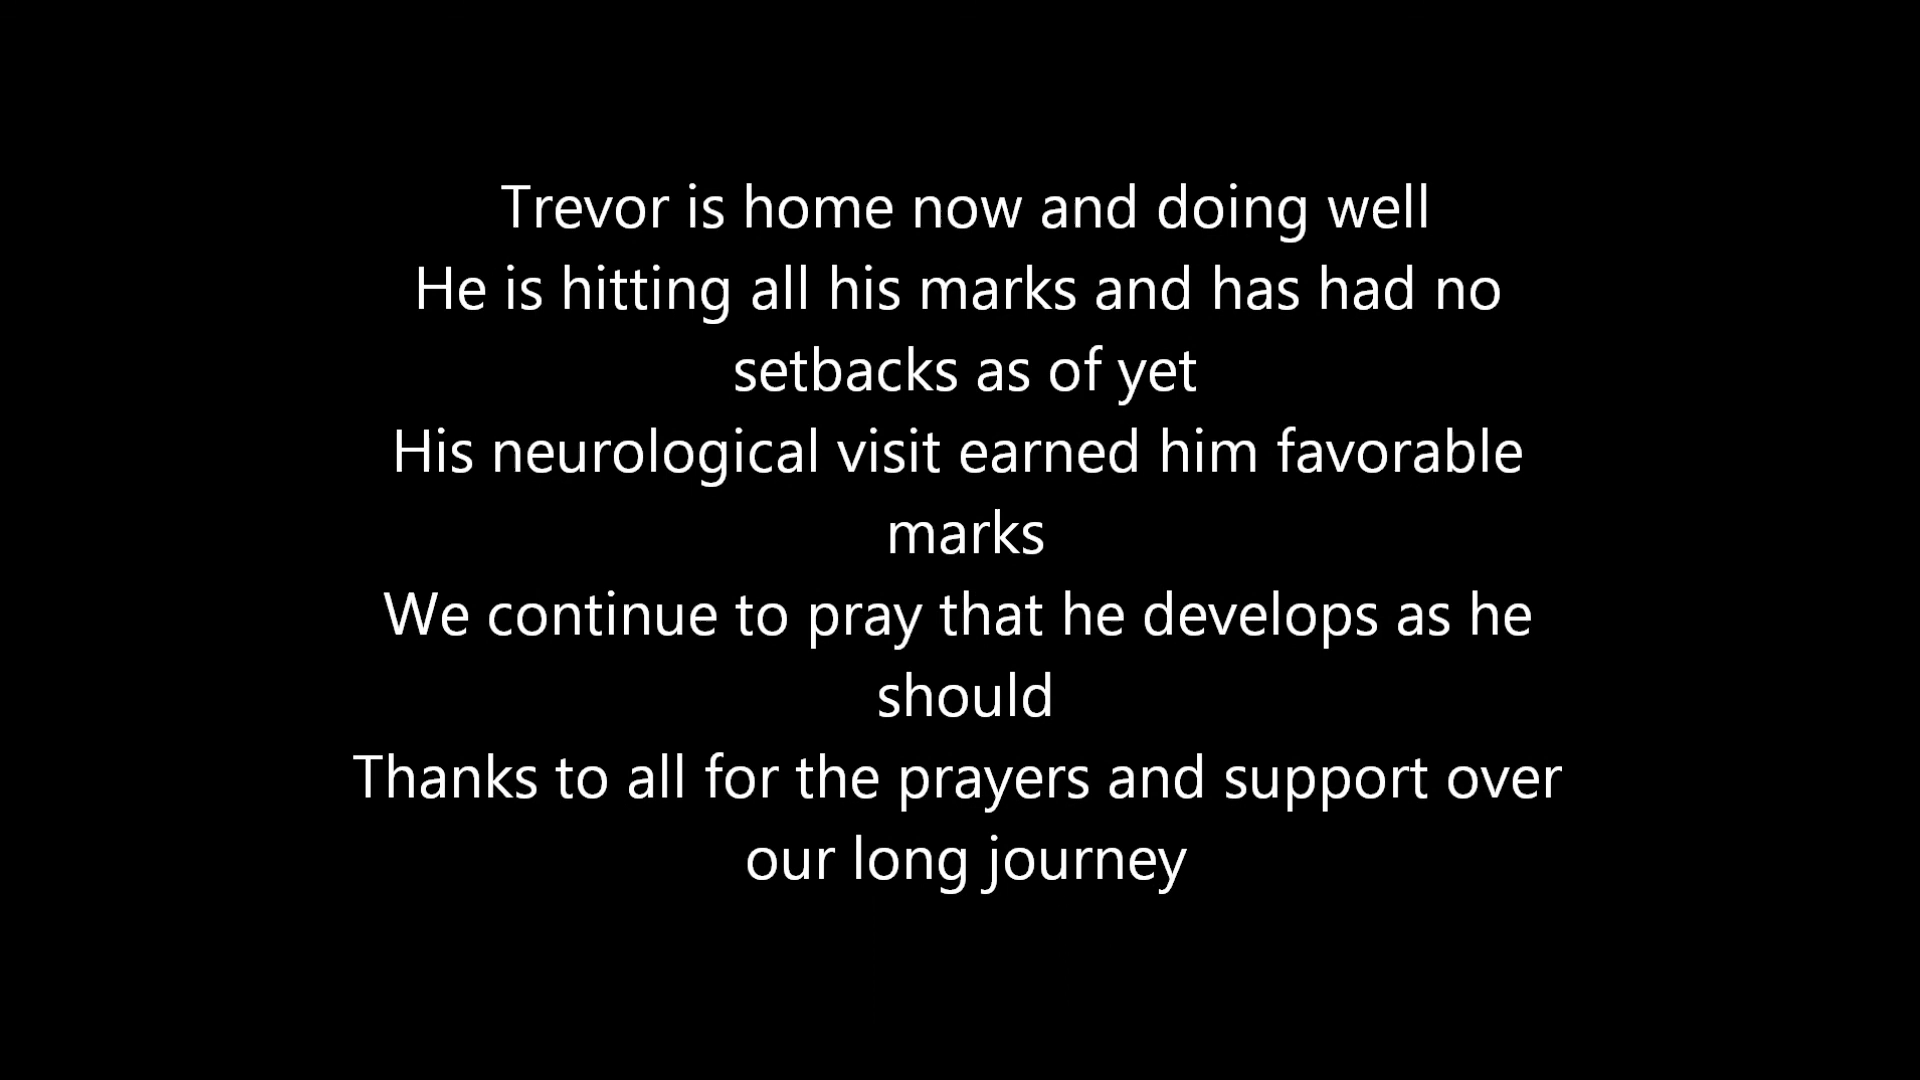 Trevor is home now and doing well
He is hitting all his marks and has had no
setbacks as of yet
His neurological visit earned him favorable
marks
We continue to pray that he develops as he
should
Thanks to all for the prayers and support over
our long journey